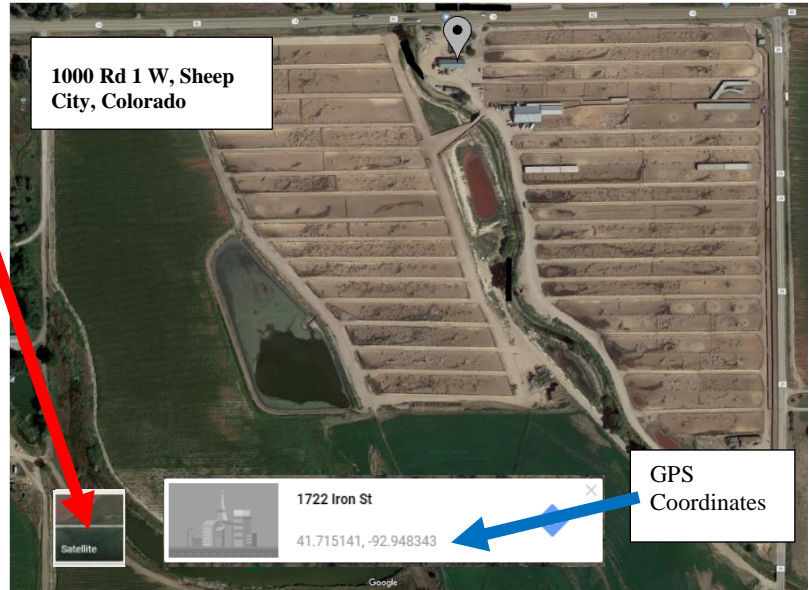 1000 Rd 1 W, Sheep
City, Colorado
1722 Iron St
41.715141, -92.948343
GPS
Coordinates
Satellite
Google